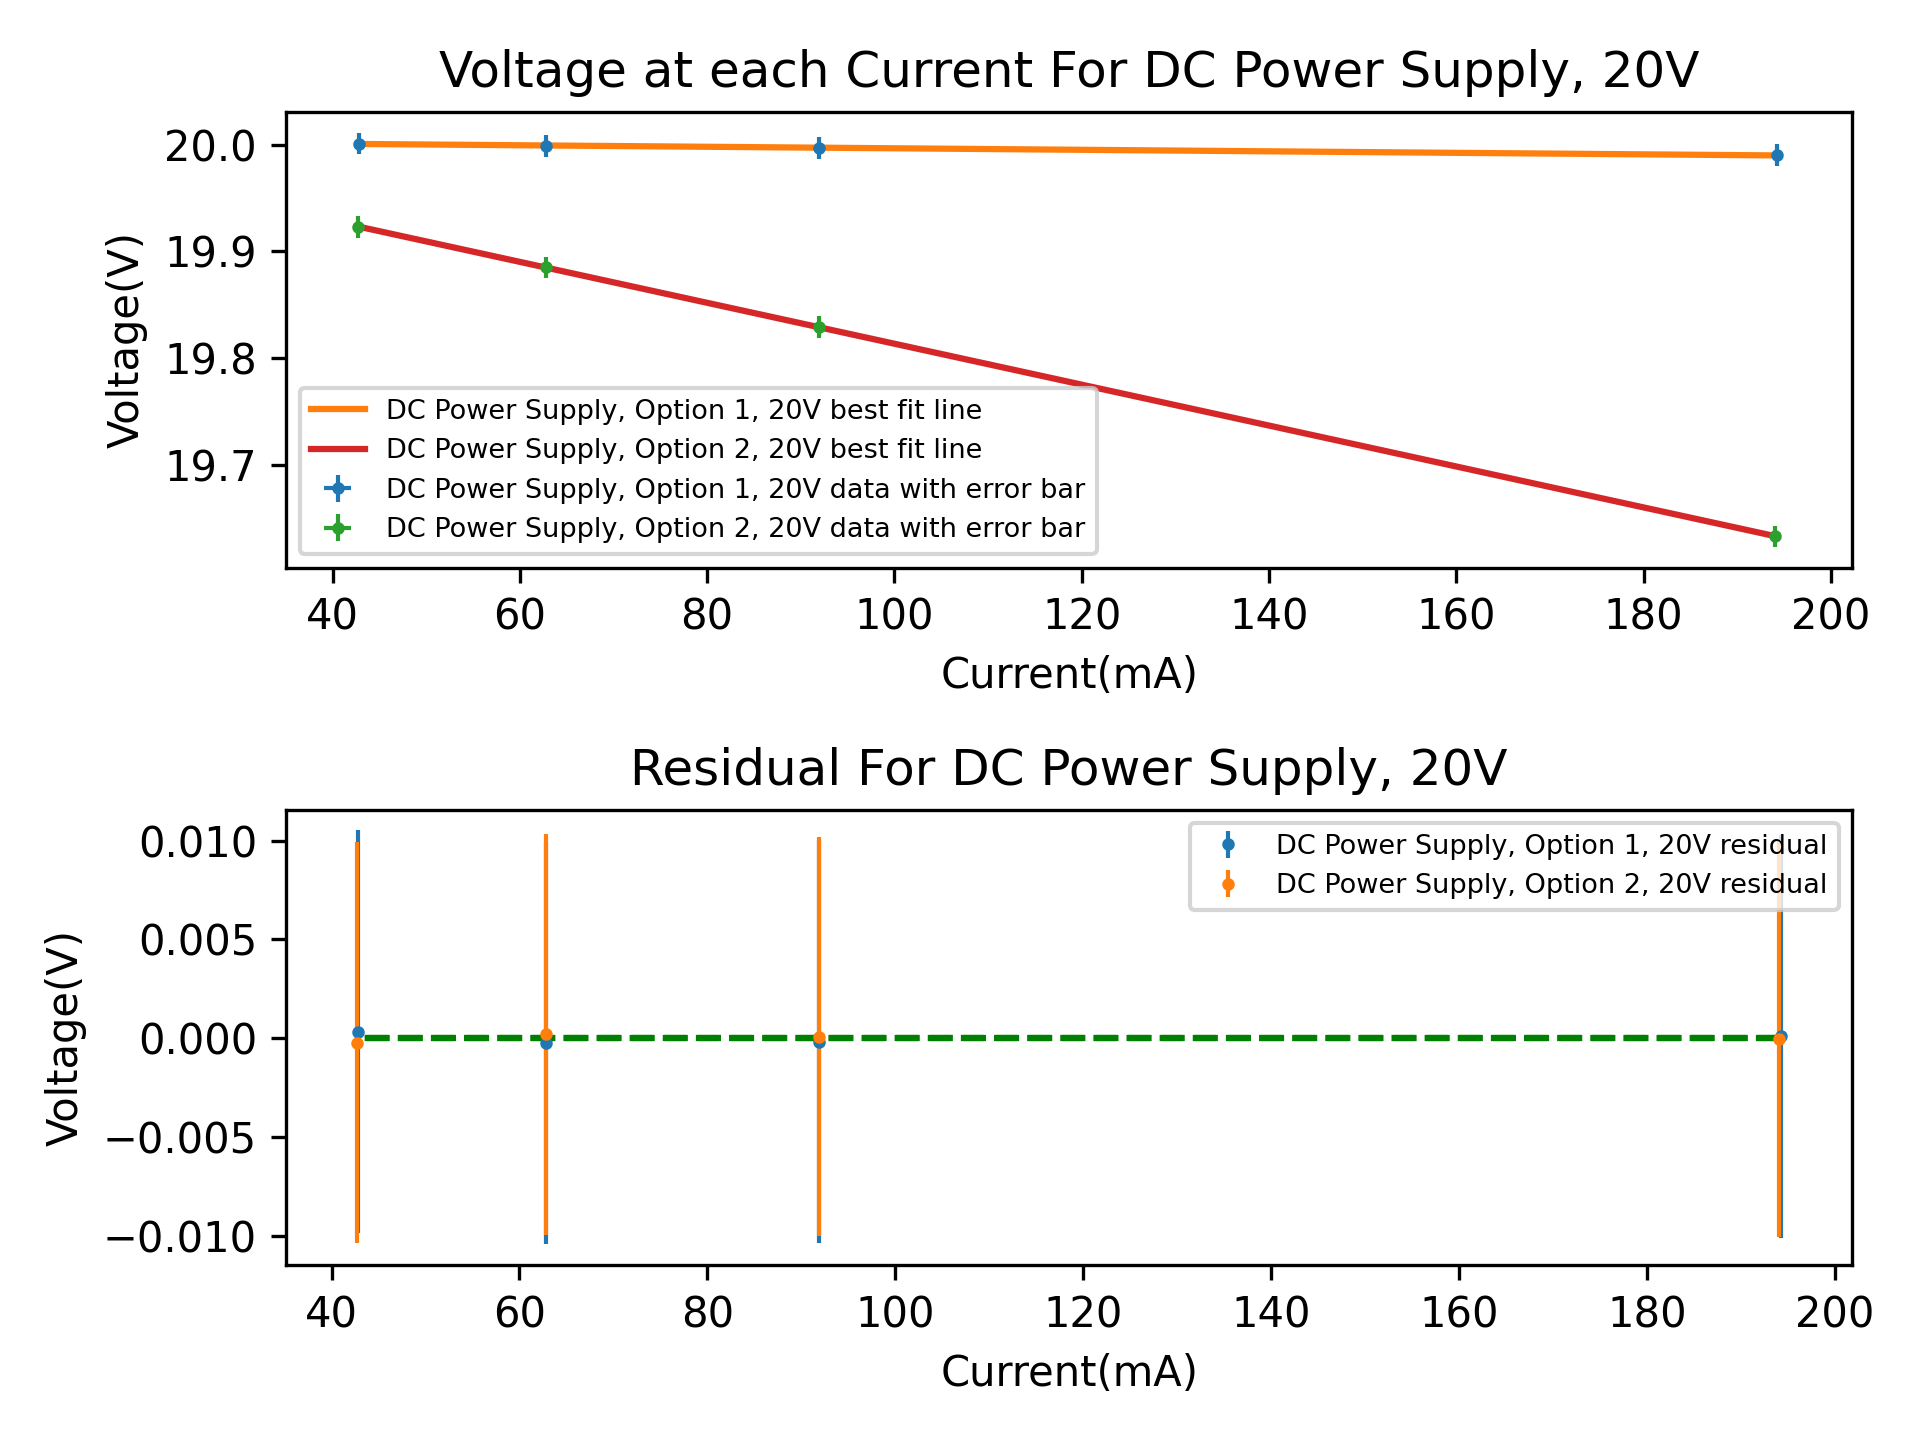 Voltage at each Current For DC Power Supply, 20V
Voltage(V)
20.0
19.9
19.8
19.7
DC Power Supply, Option 1, 20V best fit line
DC Power Supply, Option 2, 20V best fit line
DC Power Supply, Option 1, 20V data with error bar
DC Power Supply, Option 2, 20V data with error bar
40 60 80 100 120 140 160 180 200
Current(mA)
Residual For DC Power Supply, 20V
Voltage(V)
0.010
0.005
0.000
−0.005
−0.010
DC Power Supply, Option 1, 20V residual
DC Power Supply, Option 2, 20V residual
40 60 80 100 120 140 160 180 200
Current(mA)